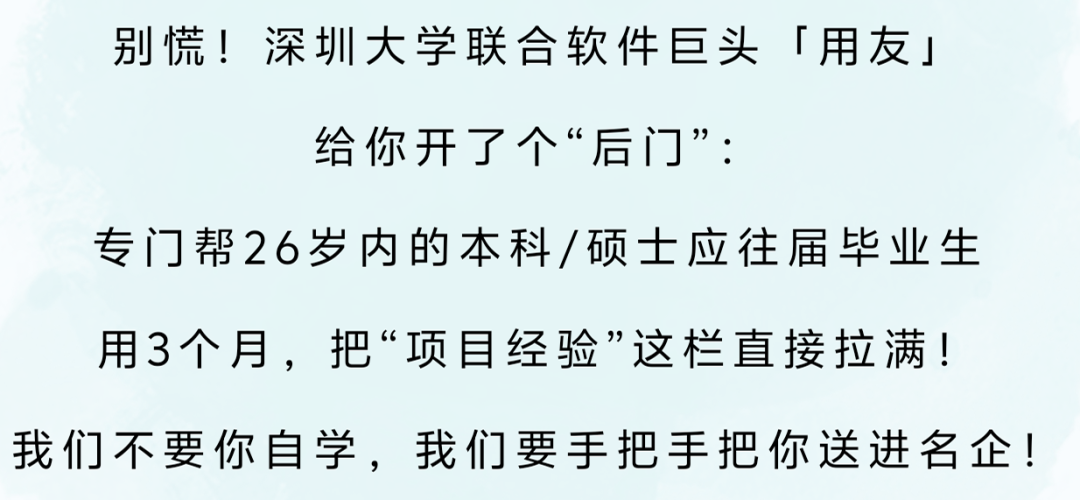 别慌！深圳大学联合软件巨头「用友」
给你开了个“后门”：
专门帮26岁内的本科/硕士应往届毕业生
用3个月，把“项目经验”这栏直接拉满！
我们不要你自学，我们要手把手把你送进名企！